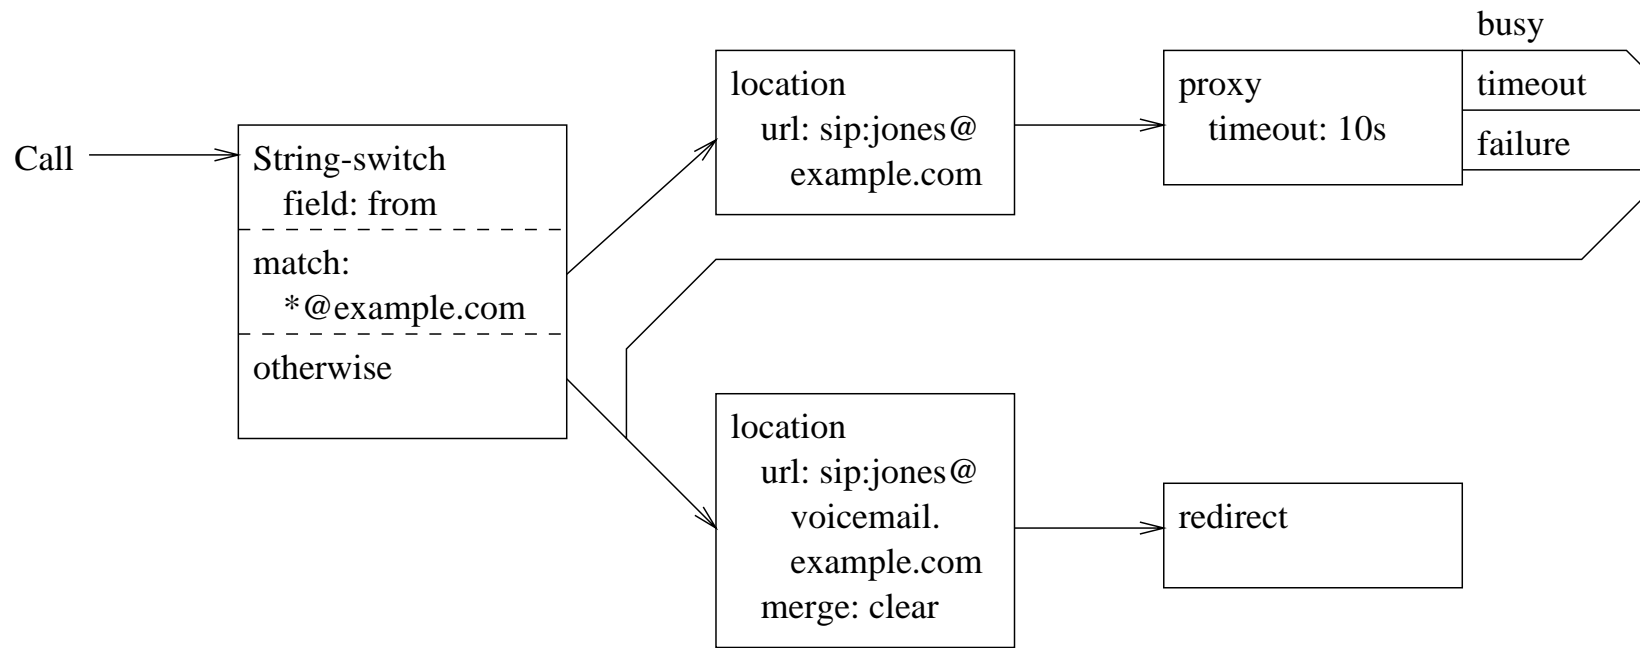 Call
String-switch
field: from
match:
*@example.com
otherwise
location
url: sip:jones@
example.com
proxy
timeout: 10s
busy
timeout
failure
location
url: sip:jones@
voicemail.
example.com
merge: clear
redirect